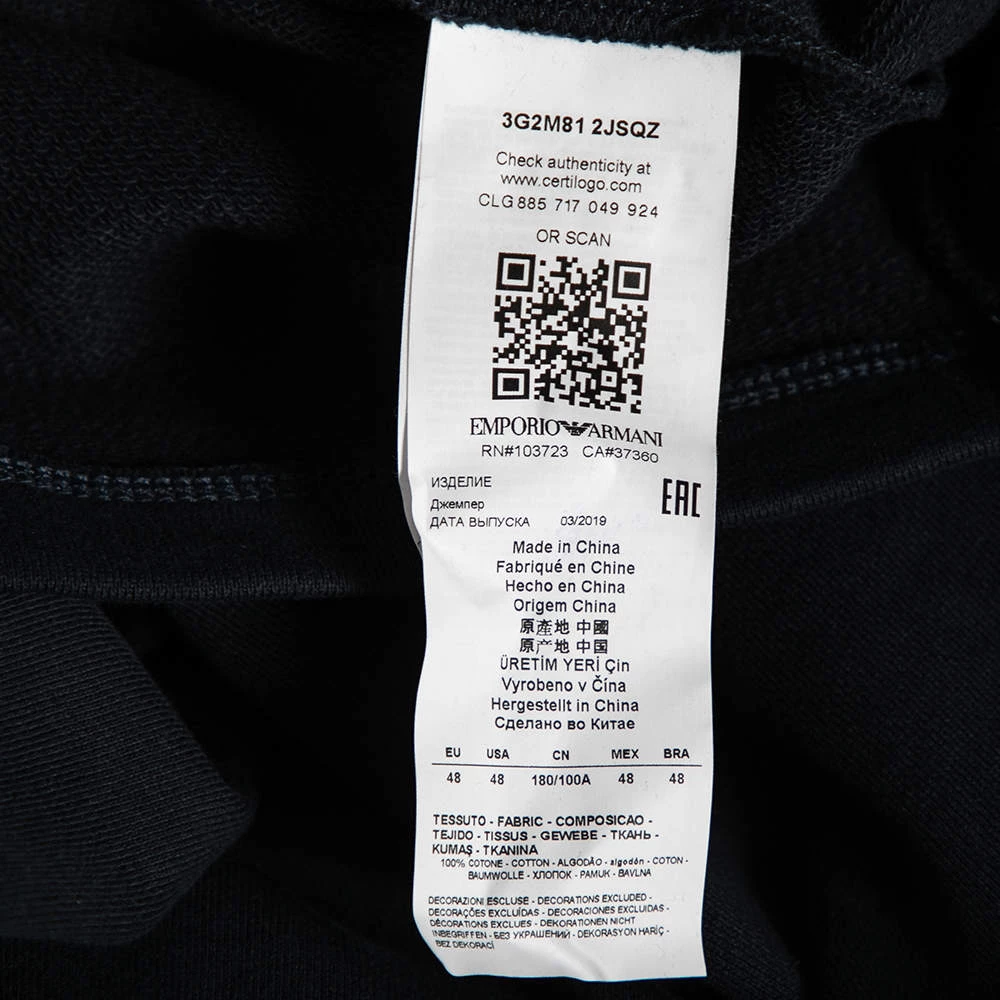 3G2M81 2JSQZ
Check authenticity at
www.certilogo.com
CLG 885 717 049 924
OR SCAN
EMPORIO ARMANI
RN#103723 CA#37360
ИЗДЕЛИЕ
EAC
Джемпер
ДАТА ВЫПУСКА 03/2019
Made in China
Fabriqué en Chine
Hecho en China
Origem China
原產地 中國
原产地 中国
ÜRETİM YERİ Çin
Vyrobeno v Čína
Hergestellt in China
Сделано во Китае
EU USA CN MEX BRA
48 48 180/100A 48 48
TESSUTO - FABRIC - COMPOSICAO -
TEJIDO - TISSUS - GEWEBE - ТКАНЬ -
KUMAŞ - TKANINA
100% COTONE - COTTON - ALGODÃO - algodón - COTON -
BAUMWOLLE - ХЛОПОК - PAMUK - BAVLNA
DECORAZIONI ESCLUSE - DECORATIONS EXCLUDED -
DECORAÇÕES EXCLUÍDAS - DECORACIONES EXCLUIDAS -
DÉCORATIONS EXCLUES - DEKORATIONEN NICHT
INBEGRIFFEN - БЕЗ УКРАШЕНИЙ - DEKORASYON HARİÇ -
BEZ DEKORACÍ